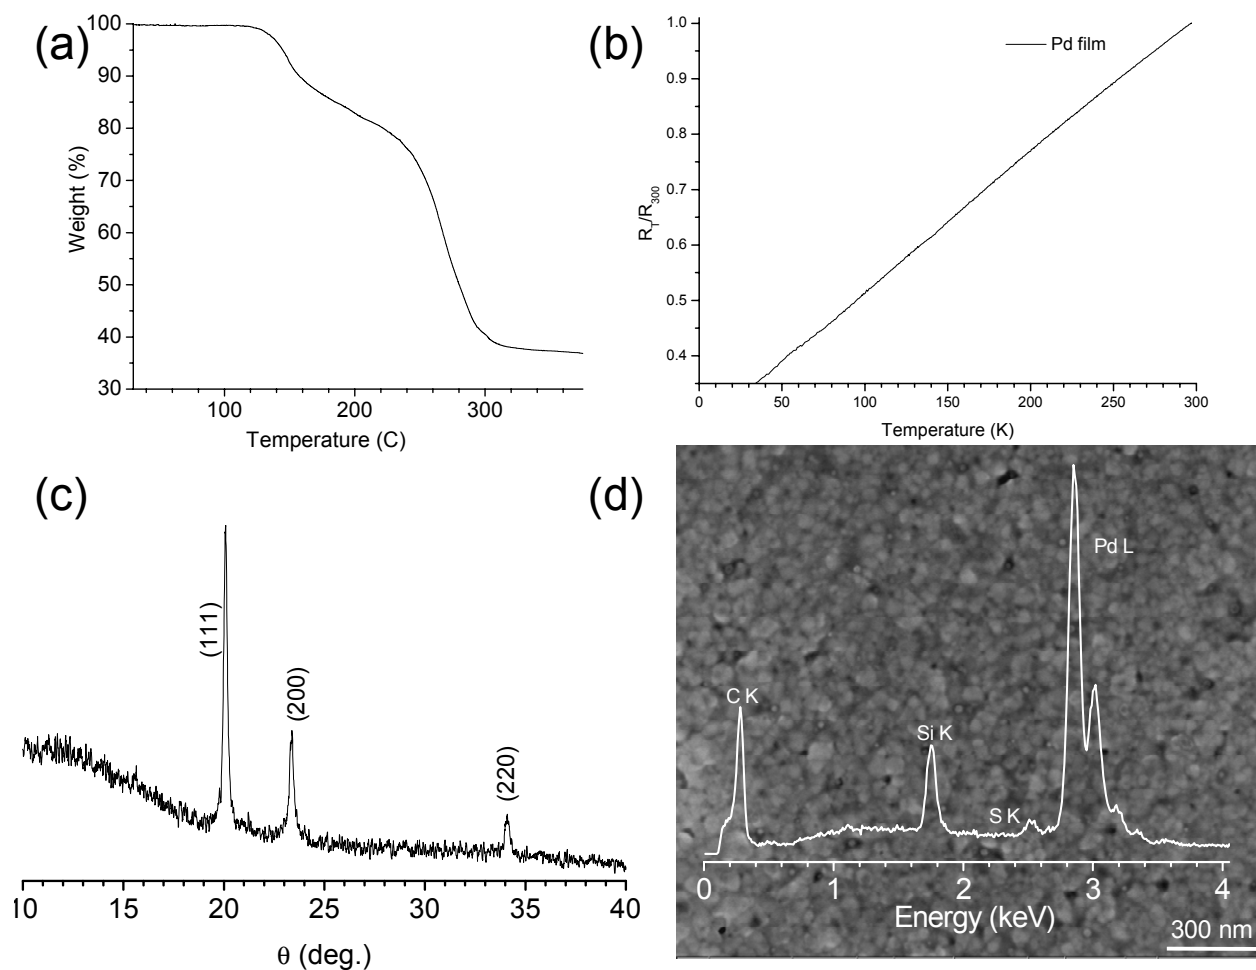 (a)
100
90
80
70
60
50
40
30
Weight (%)
100 200 300
Temperature (C)
(b)
1.0
0.9
0.8
0.7
0.6
0.5
0.4
R_T/R_300
Pd film
0 50 100 150 200 250 300
Temperature (K)
(c)
(111)
(200)
(220)
10 15 20 25 30 35 40
θ (deg.)
(d)
Pd L
C K
Si K
S K
0 1 2 3 4
Energy (keV)
300 nm